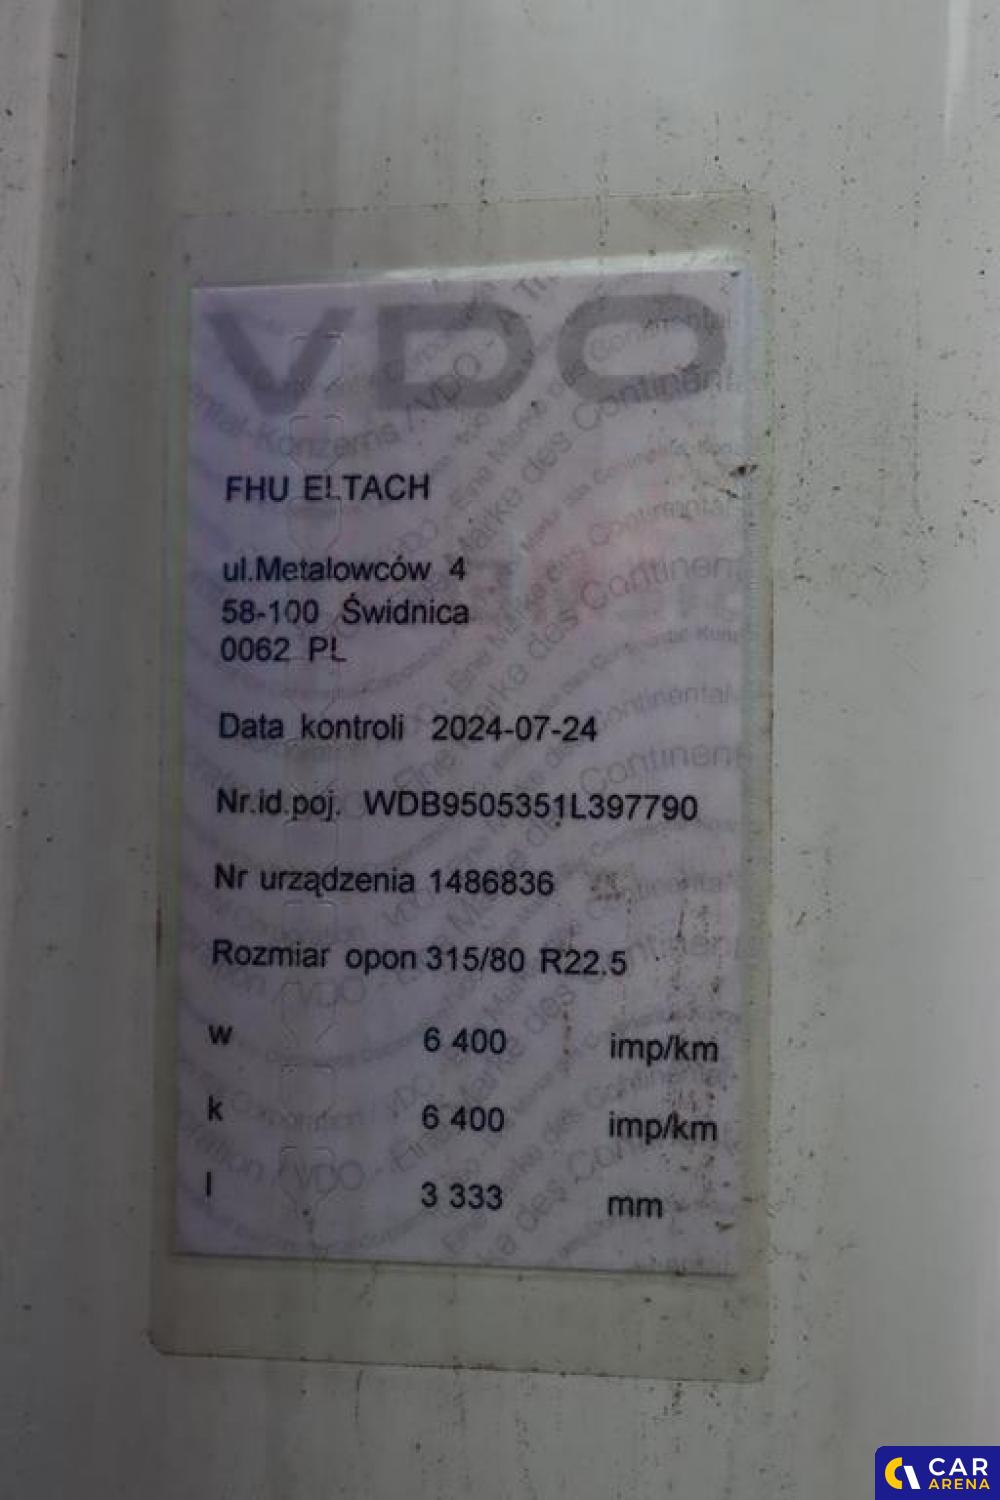 VDO
FHU ELTACH
ul.Metalowców 4
58-100 Świdnica
0062 PL
Data kontroli 2024-07-24
Nr.id.poj. WDB9505351L397790
Nr urządzenia 1486836
Rozmiar opon 315/80 R22.5
w 6 400 imp/km
k 6 400 imp/km
l 3 333 mm
CAR
ARENA